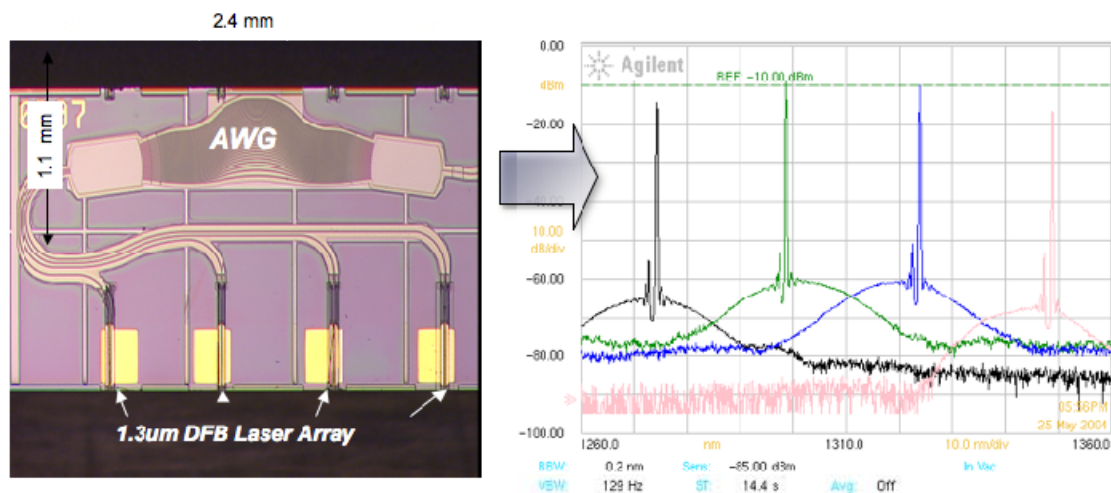 2.4 mm
1.1 mm
AWG
1.3um DFB Laser Array
Agilent
REF: -10.00 dBm
0.00
dBm
-20.00
10.00
dB/div
-60.00
-80.00
-100.00
05:56PM
25 May 2004
1260.0 nm 1310.0 10.0 nm/div 1360.0
RBW: 0.2 nm Sens: -85.00 dBm In Vac
VBW: 129 Hz ST: 14.4 s Avg: Off